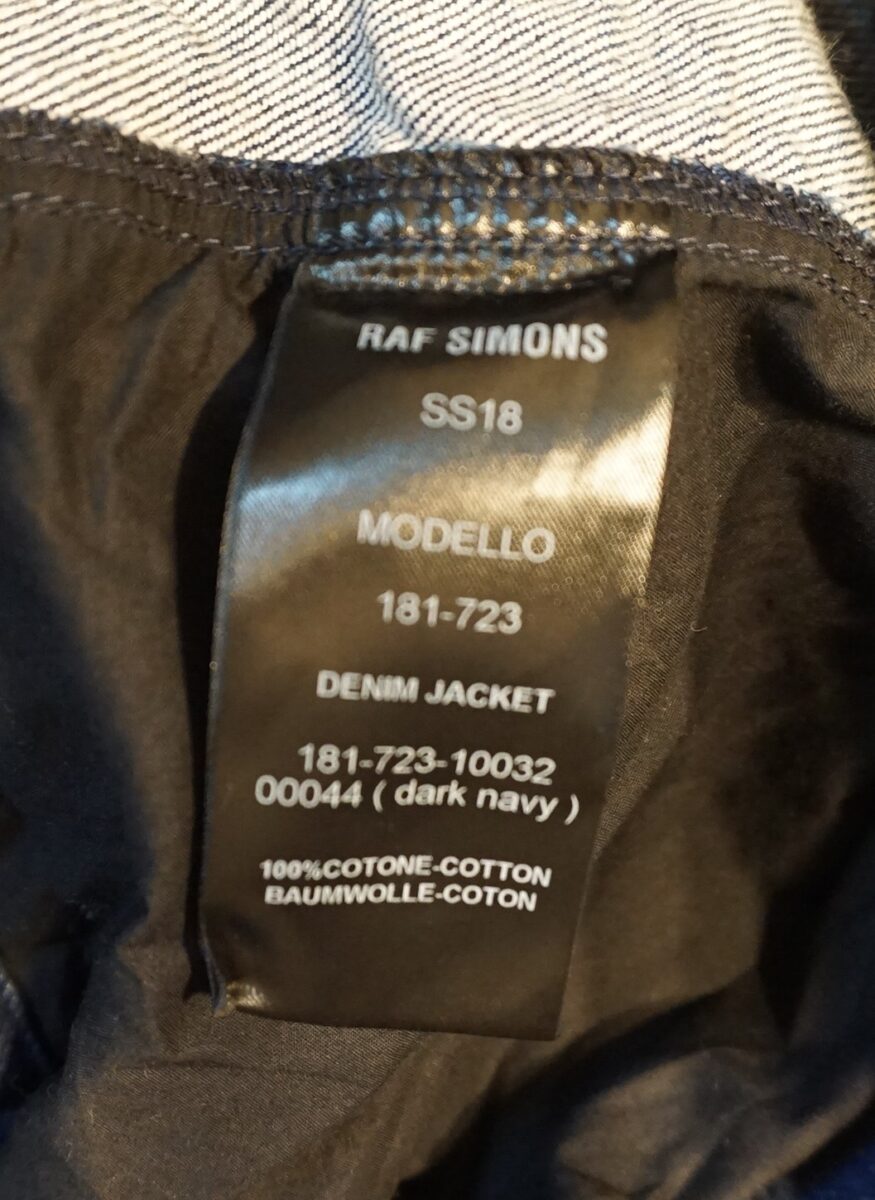 RAF SIMONS
SS18
MODELLO
181-723
DENIM JACKET
181-723-10032
00044 ( dark navy )
100%COTONE-COTTON
BAUMWOLLE-COTON